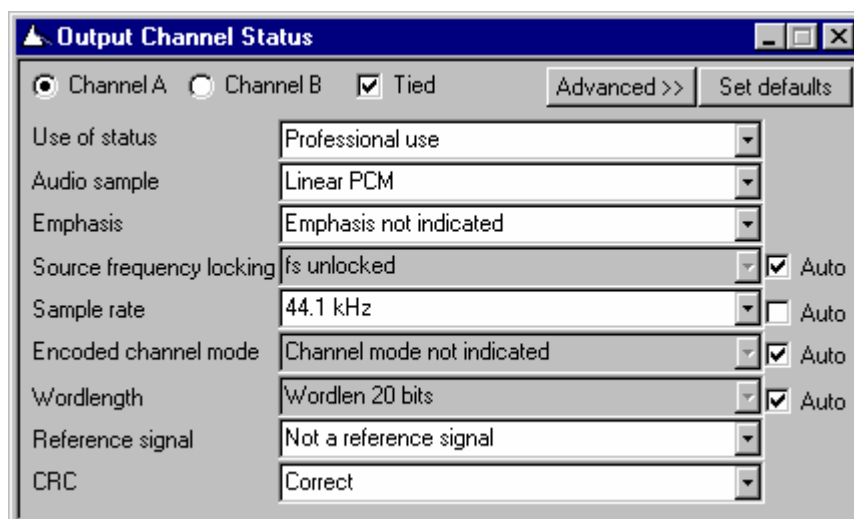 Output Channel Status
Channel A Channel B Tied Advanced >> Set defaults
Use of status Professional use
Audio sample Linear PCM
Emphasis Emphasis not indicated
Source frequency locking fs unlocked Auto
Sample rate 44.1 kHz Auto
Encoded channel mode Channel mode not indicated Auto
Wordlength Wordlen 20 bits Auto
Reference signal Not a reference signal
CRC Correct